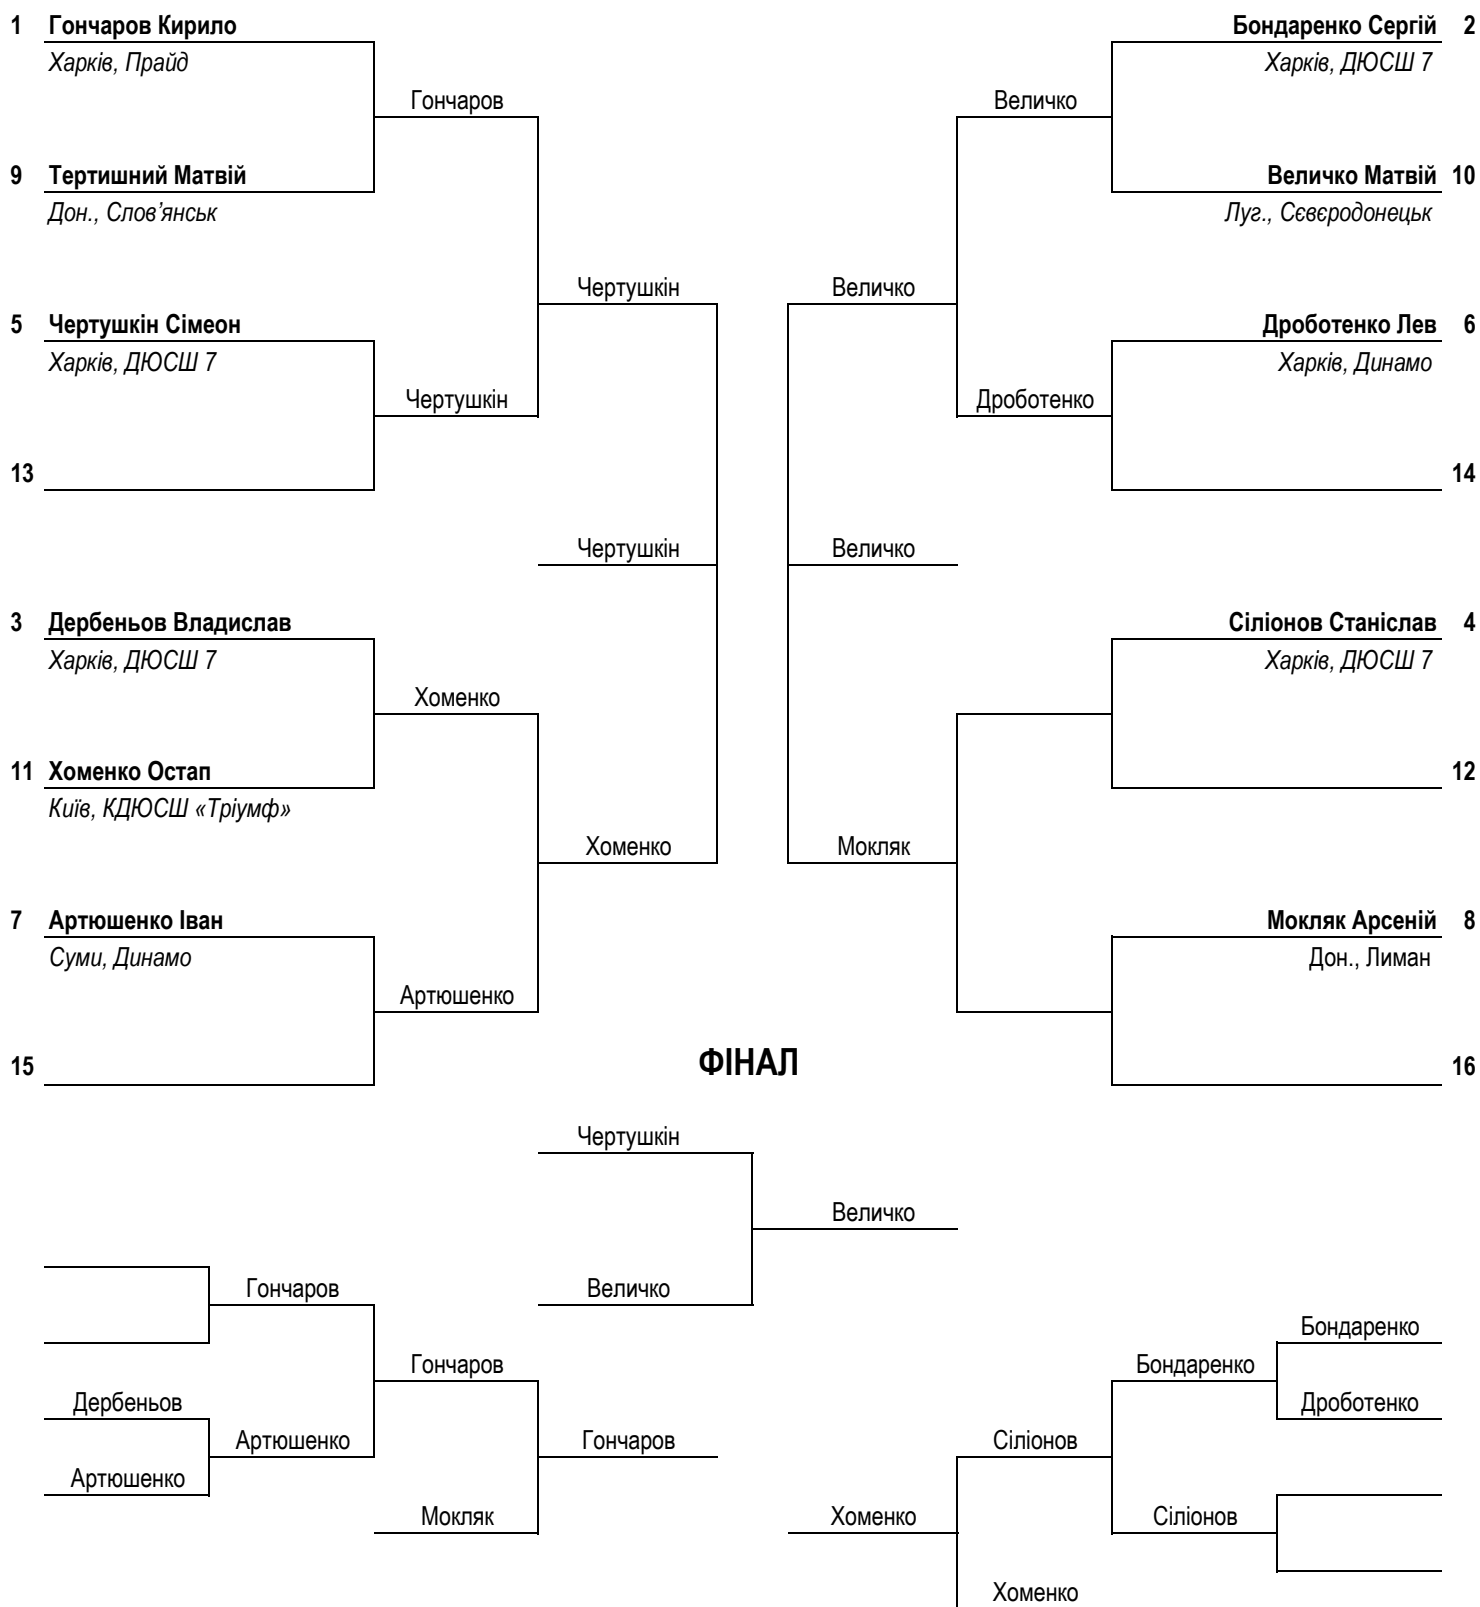 1 Гончаров Кирило
Бондаренко Сергій 2
Харків, Прайд
Харків, ДЮСШ 7
Гончаров
Величко
9 Тертишний Матвій
Величко Матвій 10
Дон., Слов’янськ
Луг., Сєвєродонецьк
Чертушкін
Величко
5 Чертушкін Сімеон
Дроботенко Лев 6
Харків, ДЮСШ 7
Харків, Динамо
Чертушкін
Дроботенко
13
14
Чертушкін
Величко
3 Дербеньов Владислав
Сіліонов Станіслав 4
Харків, ДЮСШ 7
Харків, ДЮСШ 7
Хоменко
11 Хоменко Остап
12
Київ, КДЮСШ «Тріумф»
Хоменко
Мокляк
7 Артюшенко Іван
Мокляк Арсеній 8
Суми, Динамо
Дон., Лиман
Артюшенко
15
ФІНАЛ
16
Чертушкін
Величко
Гончаров
Величко
Бондаренко
Гончаров
Бондаренко
Дербеньов
Дроботенко
Артюшенко
Гончаров
Сіліонов
Артюшенко
Мокляк
Хоменко
Сіліонов
Хоменко